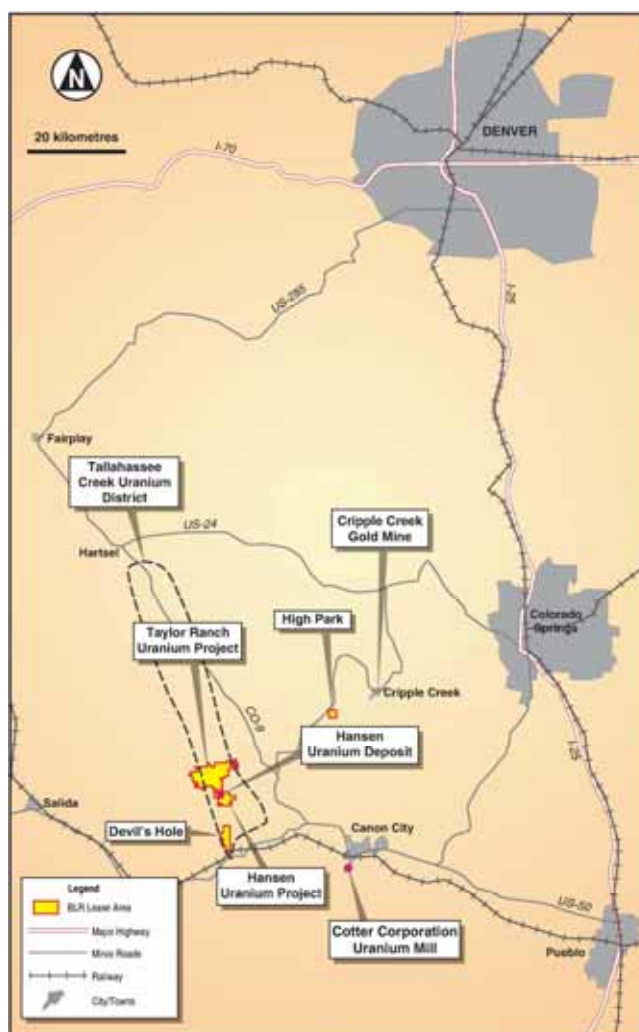 N
20 kilometres
DENVER
I-70
US-285
I-25
Fairplay
Tallahassee
Creek Uranium
District
US-24
Cripple Creek
Gold Mine
Hartsel
High Park
Colorado
Springs
Taylor Ranch
Uranium Project
Cripple Creek
CO-9
Hansen
Uranium Deposit
I-25
Salida
Canon City
Devil's Hole
Hansen
Uranium Project
US-50
Cotter Corporation
Uranium Mill
Pueblo
Legend
BLR Lease Area
Major Highway
Minor Roads
Railway
City/Towns